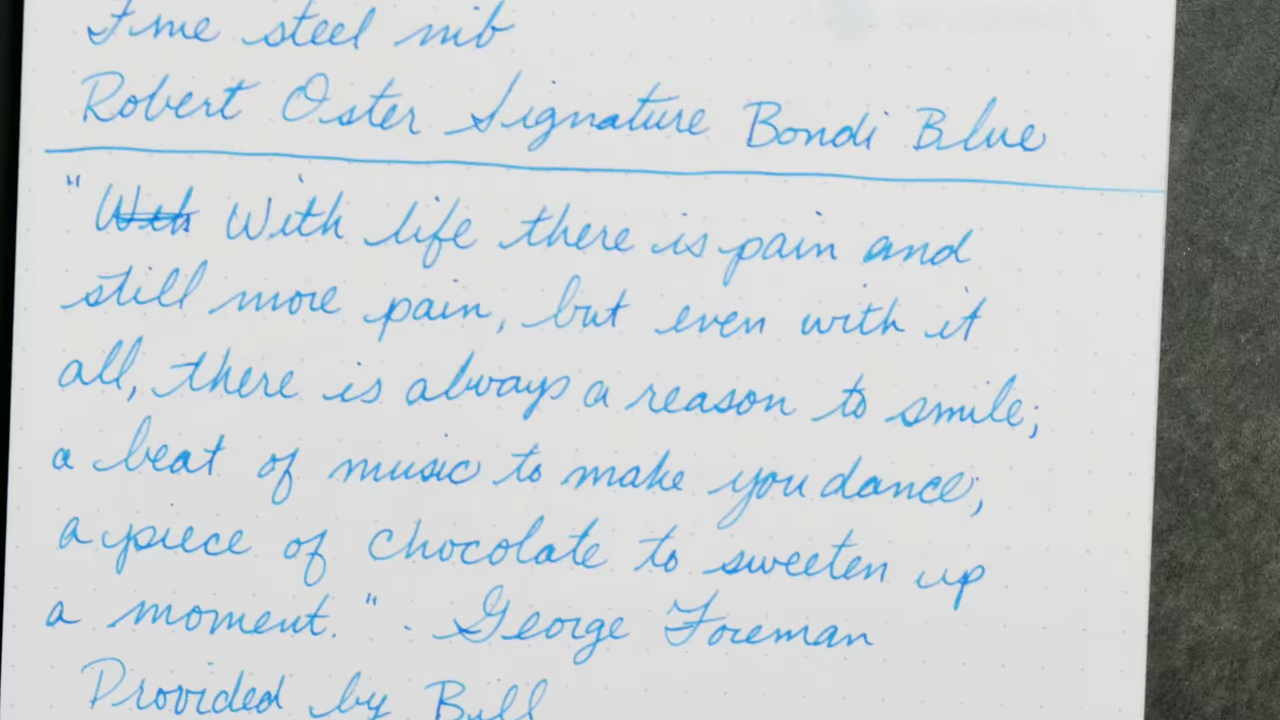 Fine steel nib
Robert Oster Signature Bondi Blue
"Wth With life there is pain and
still more pain, but even with it
all, there is always a reason to smile;
a beat of music to make you dance;
a piece of chocolate to sweeten up
a moment." - George Foreman
Provided by Bill